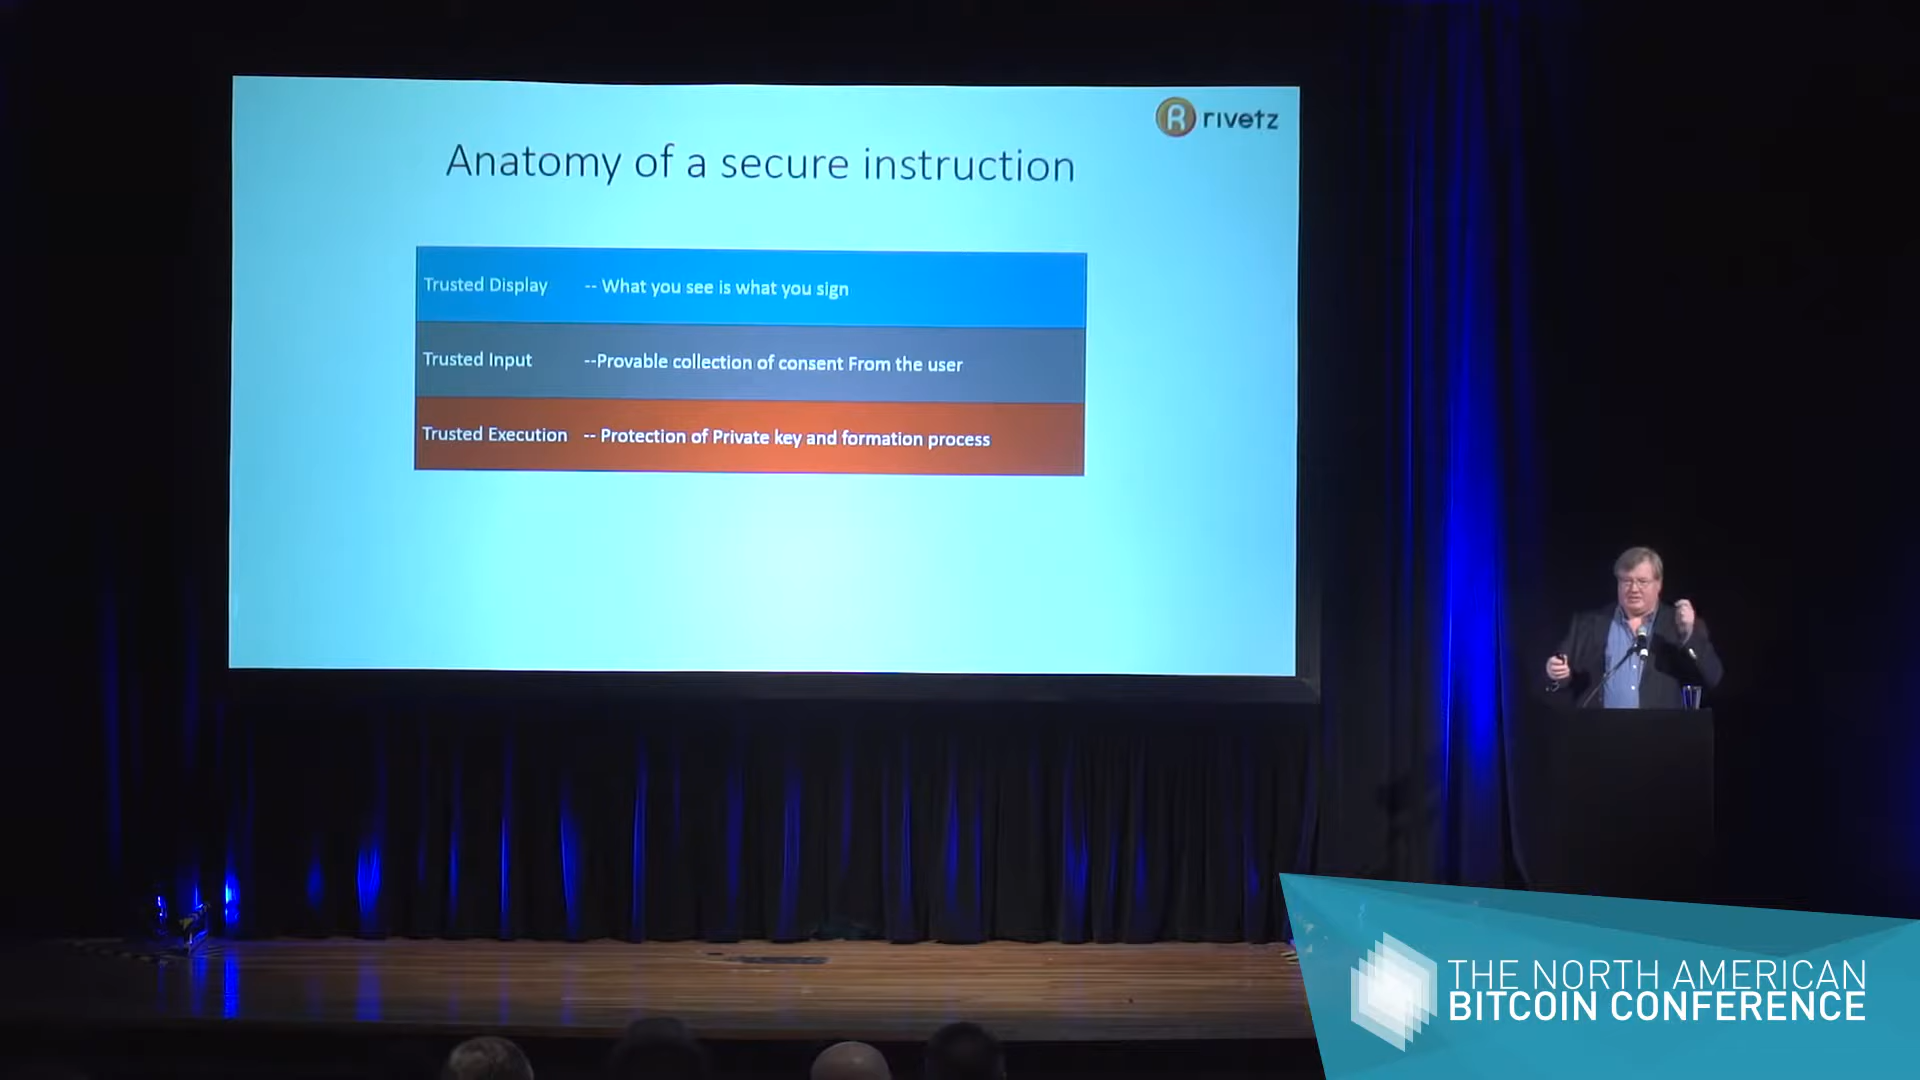 R rivetz
Anatomy of a secure instruction
Trusted Display -- What you see is what you sign
Trusted Input --Provable collection of consent From the user
Trusted Execution -- Protection of Private key and formation process
THE NORTH AMERICAN
BITCOIN CONFERENCE